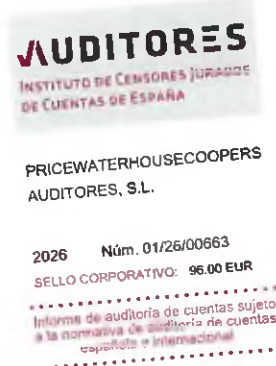 AUDITORES
INSTITUTO DE CENSORES JURADOS
DE CUENTAS DE ESPAÑA
PRICEWATERHOUSECOOPERS
AUDITORES, S.L.
2026 Núm. 01/26/00663
SELLO CORPORATIVO: 96.00 EUR
Informe de auditoría de cuentas sujeto
a la normativa de auditoría de cuentas
española e internacional